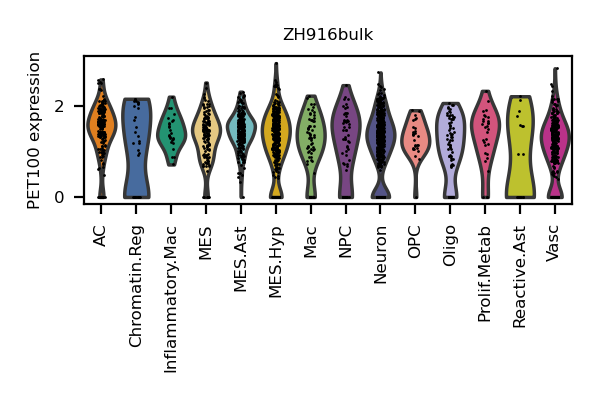 ZH916bulk
PET100 expression
2
0
AC
Chromatin.Reg
Inflammatory.Mac
MES
MES.Ast
MES.Hyp
Mac
NPC
Neuron
OPC
Oligo
Prolif.Metab
Reactive.Ast
Vasc